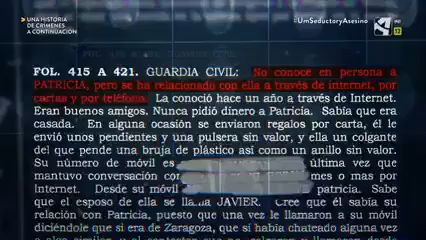 UNA HISTORIA
DE CRÍMENES
A CONTINUACIÓN
#UmSeductoryAsesino
12
FOL. 415 A 421. GUARDIA CIVIL: No conoce en persona a
PATRICIA, pero se ha relacionado con ella a través de internet, por
cartas y por teléfono. La conoció hace un año a través de Internet.
Eran buenos amigos. Nunca pidió dinero a Patricia. Sabía que era
casada. En alguna ocasión se enviaron regalos por carta, él le
envió unos pendientes y una pulsera sin valor, y ella un colgante
del que pende una bruja de plástico así como un anillo sin valor.
Su número de móvil es última vez que
mantuvo conversación con mes o mas por
Internet. Desde su móvil patricia. Sabe
que el esposo de ella se llama JAVIER. Cree que él sabía su
relación con Patricia, puesto que una vez le llamaron a su móvil
diciéndole que si era de Zaragoza, que si había chateado alguna vez